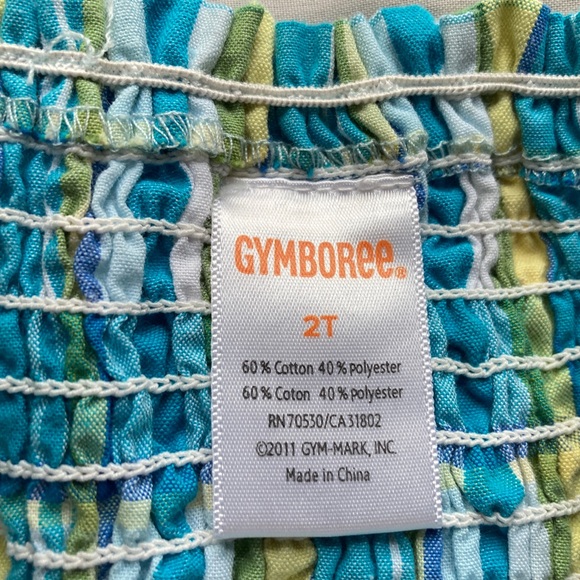 GYMBOREE®
2T
60% Cotton 40% Polyester
60% Coton 40% Polyester
RN70530/CA31802
©2011 GYM-MARK, INC.
Made in China